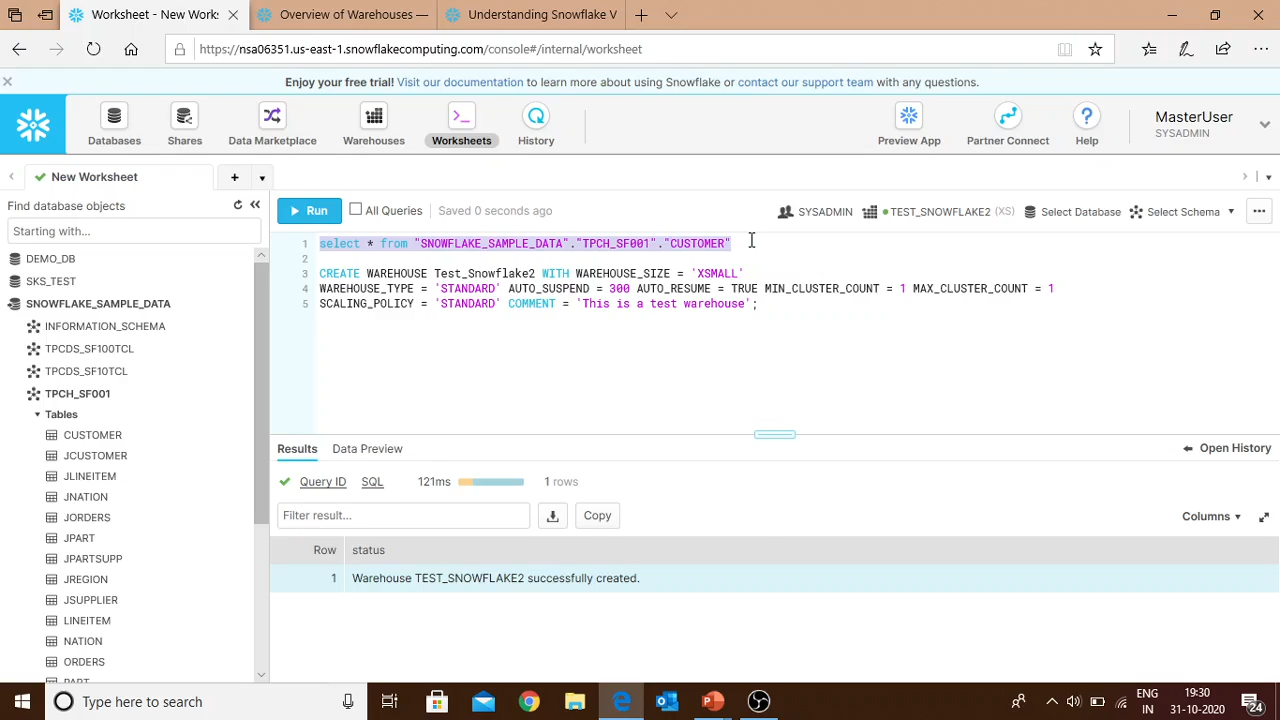 Worksheet - New Works
Overview of Warehouses —
Understanding Snowflake V
https://nsa06351.us-east-1.snowflakecomputing.com/console#/internal/worksheet
Enjoy your free trial! Visit our documentation to learn more about using Snowflake or contact our support team with any questions.
Databases
Shares
Data Marketplace
Warehouses
Worksheets
History
Preview App
Partner Connect
Help
MasterUser
SYSADMIN
New Worksheet
Find database objects
Starting with...
DEMO_DB
SKS_TEST
SNOWFLAKE_SAMPLE_DATA
INFORMATION_SCHEMA
TPCDS_SF100TCL
TPCDS_SF10TCL
TPCH_SF001
Tables
CUSTOMER
JCUSTOMER
JLINEITEM
JNATION
JORDERS
JPART
JPARTSUPP
JREGION
JSUPPLIER
LINEITEM
NATION
ORDERS
PART
Run
All Queries
Saved 0 seconds ago
SYSADMIN
TEST_SNOWFLAKE2 (XS)
Select Database
Select Schema
1 select * from "SNOWFLAKE_SAMPLE_DATA"."TPCH_SF001"."CUSTOMER"
2
3 CREATE WAREHOUSE Test_Snowflake2 WITH WAREHOUSE_SIZE = 'XSMALL'
4 WAREHOUSE_TYPE = 'STANDARD' AUTO_SUSPEND = 300 AUTO_RESUME = TRUE MIN_CLUSTER_COUNT = 1 MAX_CLUSTER_COUNT = 1
5 SCALING_POLICY = 'STANDARD' COMMENT = 'This is a test warehouse';
Results
Data Preview
Open History
Query ID
SQL
121ms
1 rows
Filter result...
Copy
Columns
Row
status
1 Warehouse TEST_SNOWFLAKE2 successfully created.
Type here to search
ENG
IN
19:30
31-10-2020
24